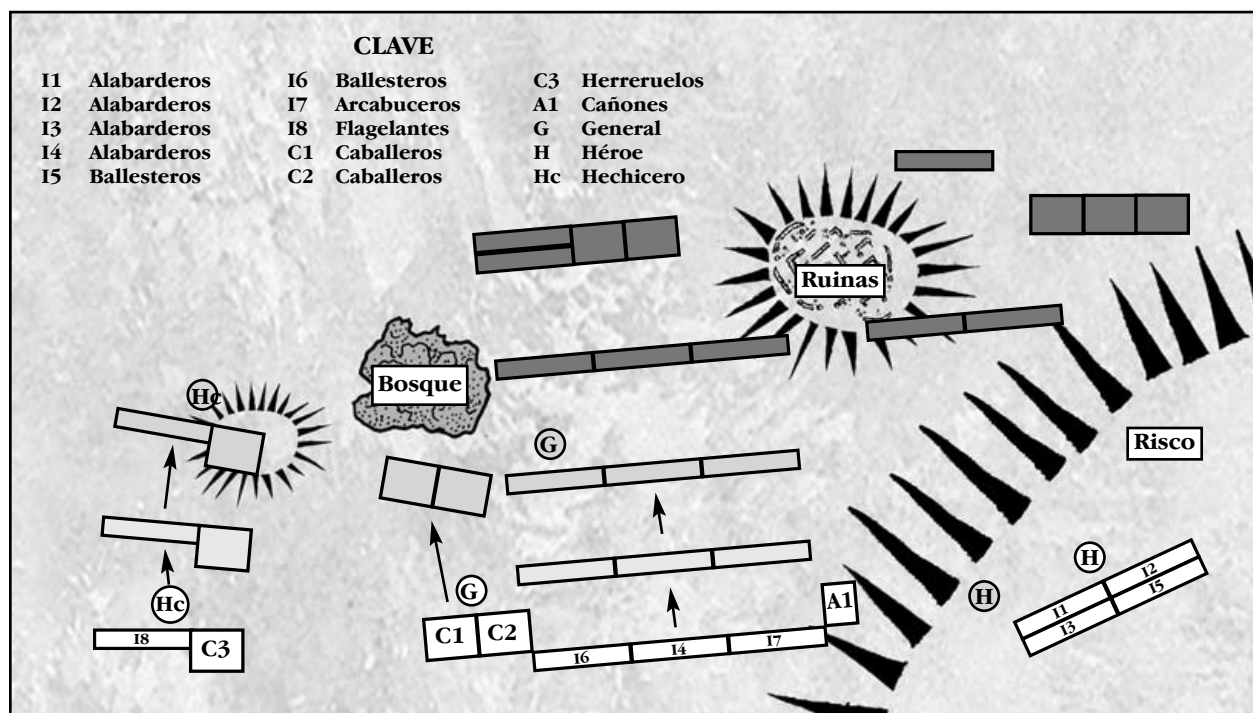 CLAVE
I1 Alabarderos I6 Ballesteros C3 Herreruelos
I2 Alabarderos I7 Arcabuceros A1 Cañones
I3 Alabarderos I8 Flagelantes G General
I4 Alabarderos C1 Caballeros H Héroe
I5 Ballesteros C2 Caballeros Hc Hechicero
Ruinas
Bosque
Hc
G
Risco
H
I2
I5
I1
I3
H
Hc
G
A1
I8
C3
C1
C2
I6
I4
I7